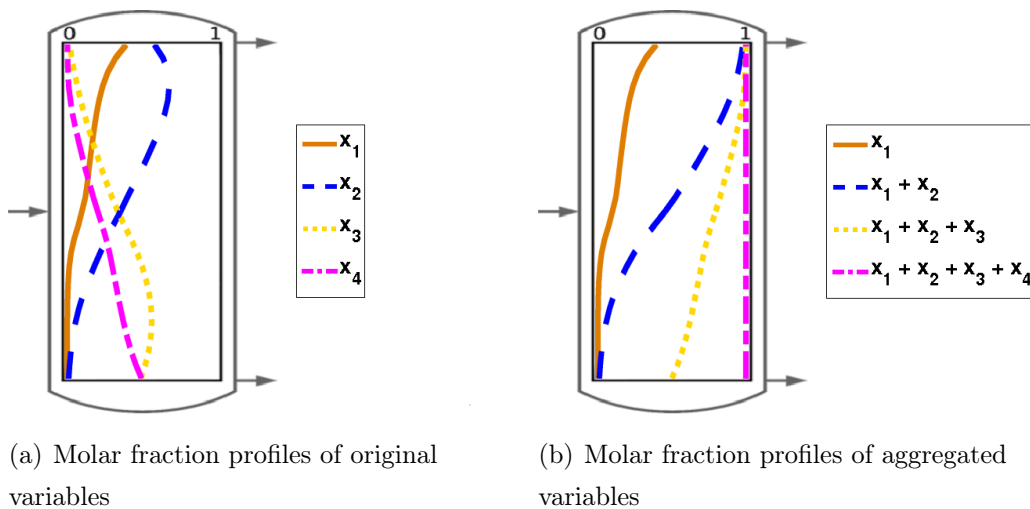 0 1
x1
x2
x3
x4
0 1
x1
x1 + x2
x1 + x2 + x3
x1 + x2 + x3 + x4
(a) Molar fraction profiles of original
variables
(b) Molar fraction profiles of aggregated
variables